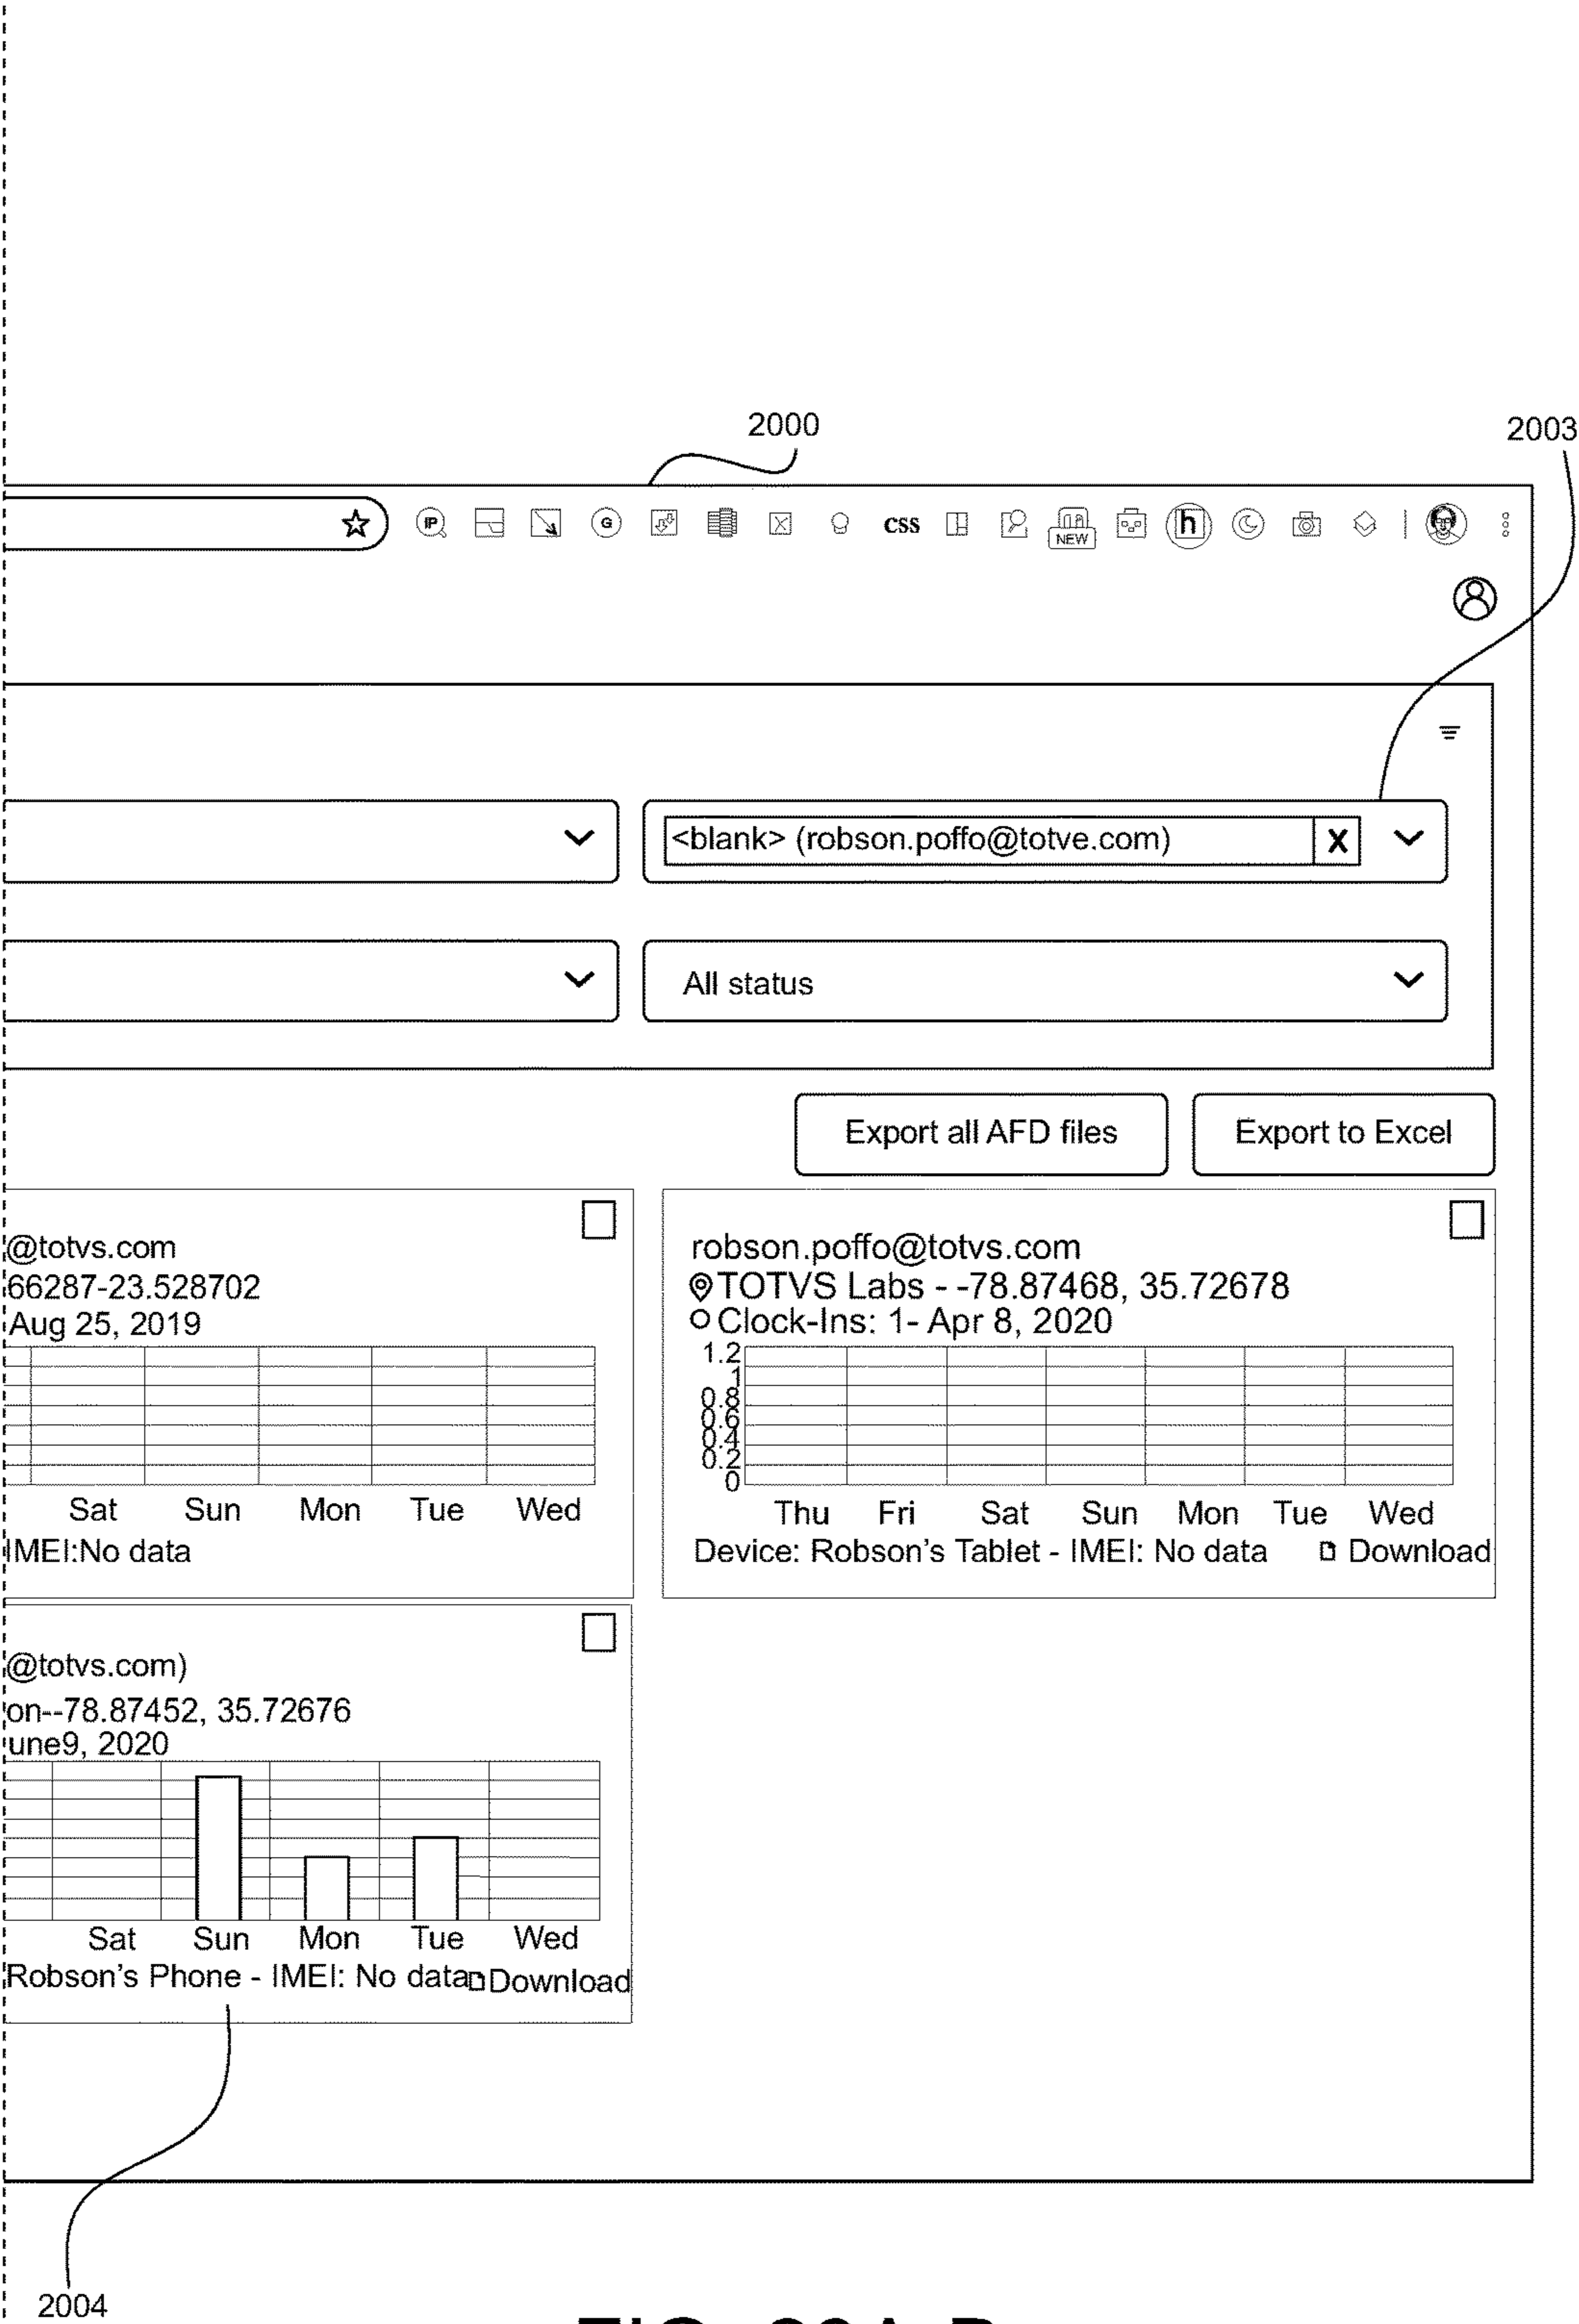 2000
2003
IP
G
CSS
NEW
h
<blank> (robson.poffo@totve.com) X
All status
Export all AFD files
Export to Excel
@totvs.com
66287-23.528702
Aug 25, 2019
Sat Sun Mon Tue Wed
IMEI:No data
robson.poffo@totvs.com
TOTVS Labs - -78.87468, 35.72678
Clock-Ins: 1- Apr 8, 2020
1.2
1
0.8
0.6
0.4
0.2
0
Thu Fri Sat Sun Mon Tue Wed
Device: Robson's Tablet - IMEI: No data Download
@totvs.com)
on--78.87452, 35.72676
une9, 2020
Sat Sun Mon Tue Wed
Robson's Phone - IMEI: No data Download
2004